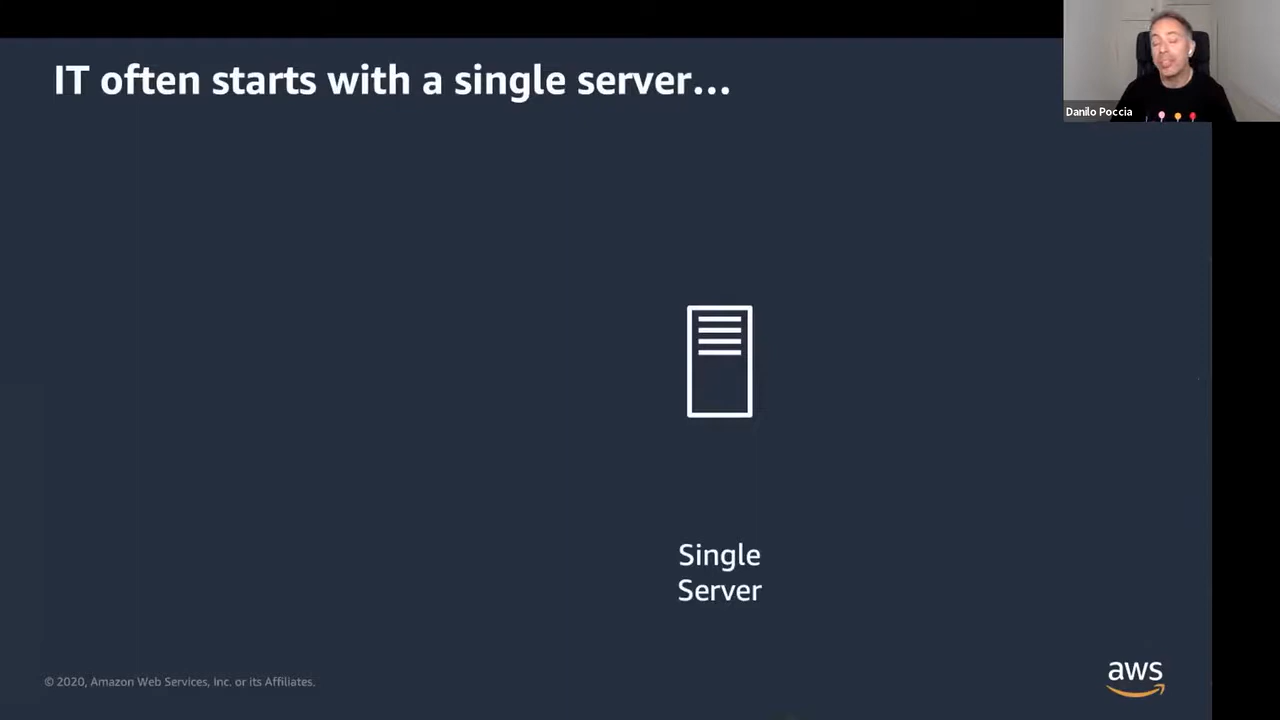 IT often starts with a single server...
Danilo Poccia
Single
Server
© 2020, Amazon Web Services, Inc. or its Affiliates.
aws